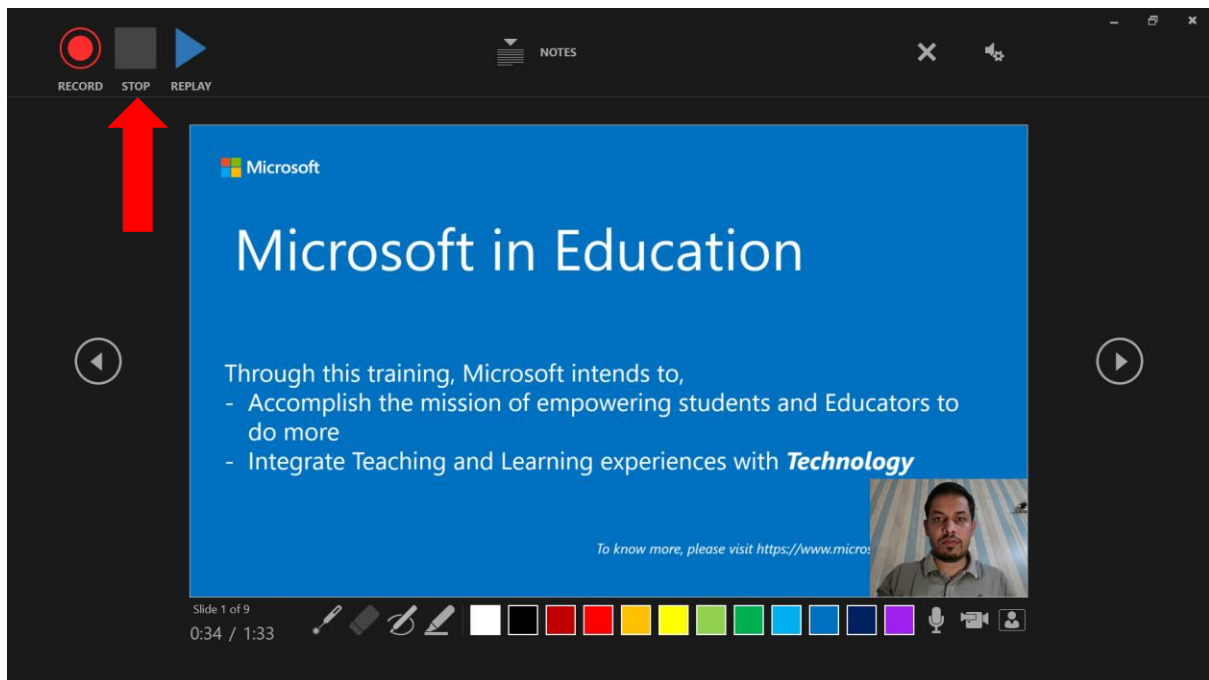 RECORD STOP REPLAY
NOTES
Microsoft
Microsoft in Education
Through this training, Microsoft intends to,
- Accomplish the mission of empowering students and Educators to
do more
- Integrate Teaching and Learning experiences with Technology
To know more, please visit https://www.micros
Slide 1 of 9
0:34 / 1:33